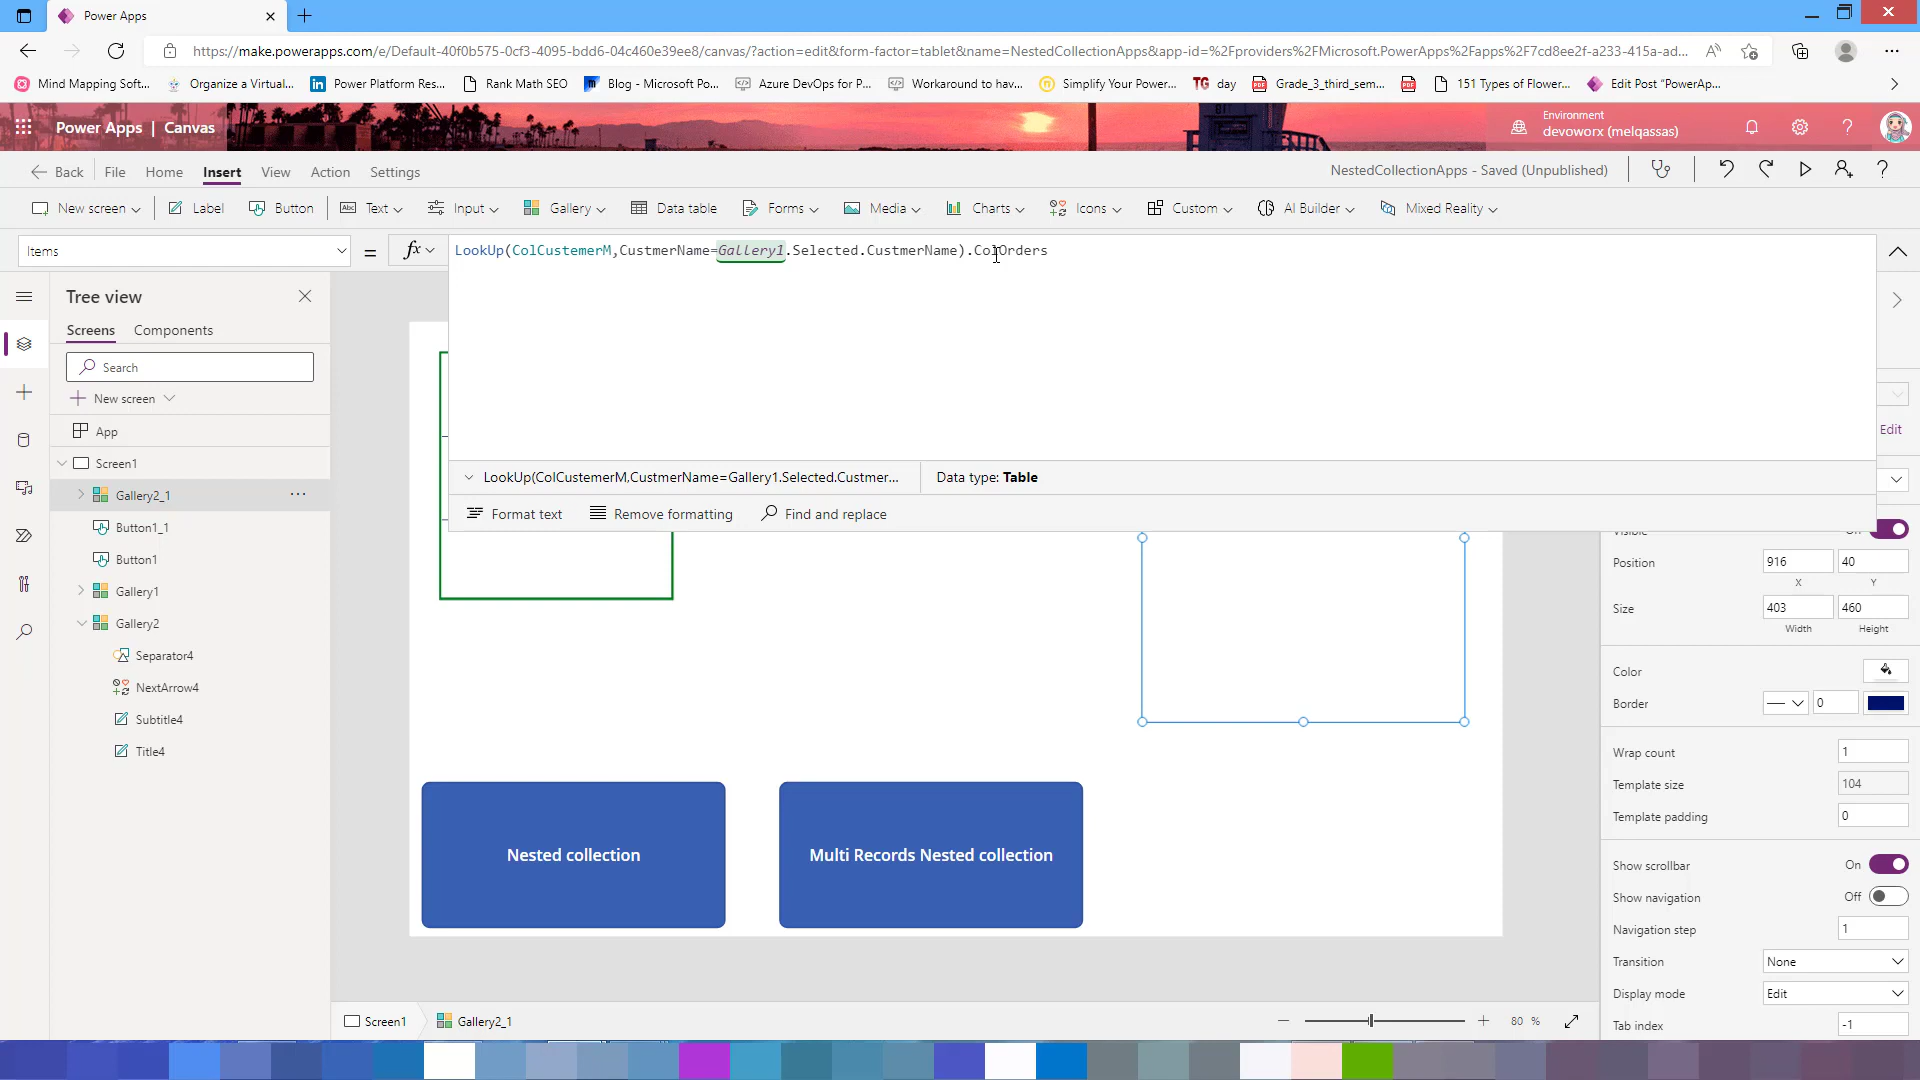 Power Apps
https://make.powerapps.com/e/Default-40f0b575-0cf3-4095-bdd6-04c460e39ee8/canvas/?action=edit&form-factor=tablet&name=NestedCollectionApps&app-id=%2Fproviders%2FMicrosoft.PowerApps%2Fapps%2F7cd8ee2f-a233-415a-ad...
Mind Mapping Soft... Organize a Virtual... Power Platform Res... Rank Math SEO Blog - Microsoft Po... Azure DevOps for P... Workaround to hav... Simplify Your Power... TG day Grade_3_third_sem... 151 Types of Flower... Edit Post "PowerAp...
Power Apps | Canvas
Environment
devoworx (melqassas)
Back File Home Insert View Action Settings
NestedCollectionApps - Saved (Unpublished)
New screen Label Button Text Input Gallery Data table Forms Media Charts Icons Custom AI Builder Mixed Reality
Items = fx LookUp(ColCustemerM,CustmerName=Gallery1.Selected.CustmerName).ColOrders
Tree view
Screens Components
Search
New screen
App
Screen1
Gallery2_1
Button1_1
Button1
Gallery1
Gallery2
Separator4
NextArrow4
Subtitle4
Title4
LookUp(ColCustemerM,CustmerName=Gallery1.Selected.Custmer... Data type: Table
Format text Remove formatting Find and replace
Nested collection
Multi Records Nested collection
Edit
Position 916 40
X Y
Size 403 460
Width Height
Color
Border 0
Wrap count 1
Template size 104
Template padding 0
Show scrollbar On
Show navigation Off
Navigation step 1
Transition None
Display mode Edit
Tab index -1
Screen1 Gallery2_1
80 %